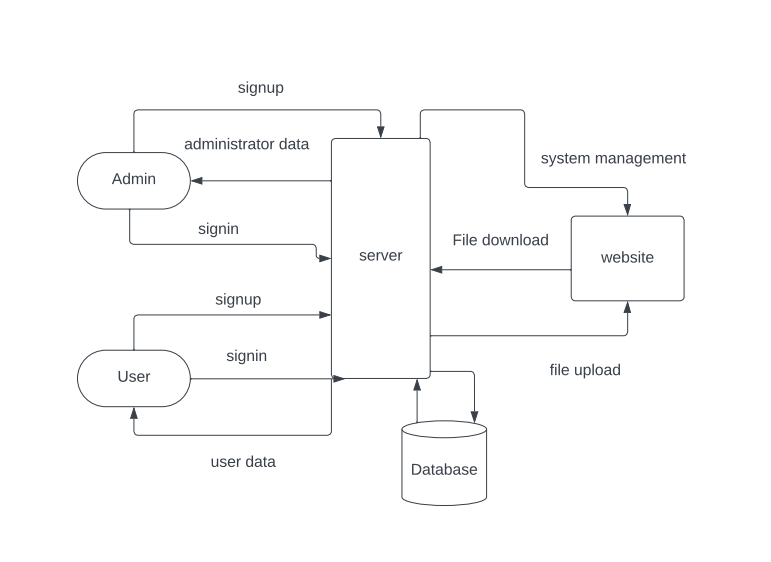 signup
administrator data
Admin
signin
system management
File download
server
website
signup
signin
User
file upload
user data
Database